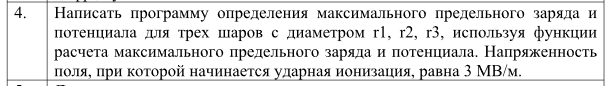 4. Написать программу определения максимального предельного заряда и
потенциала для трех шаров с диаметром r1, r2, r3, используя функции
расчета максимального предельного заряда и потенциала. Напряженность
поля, при которой начинается ударная ионизация, равна 3 МВ/м.